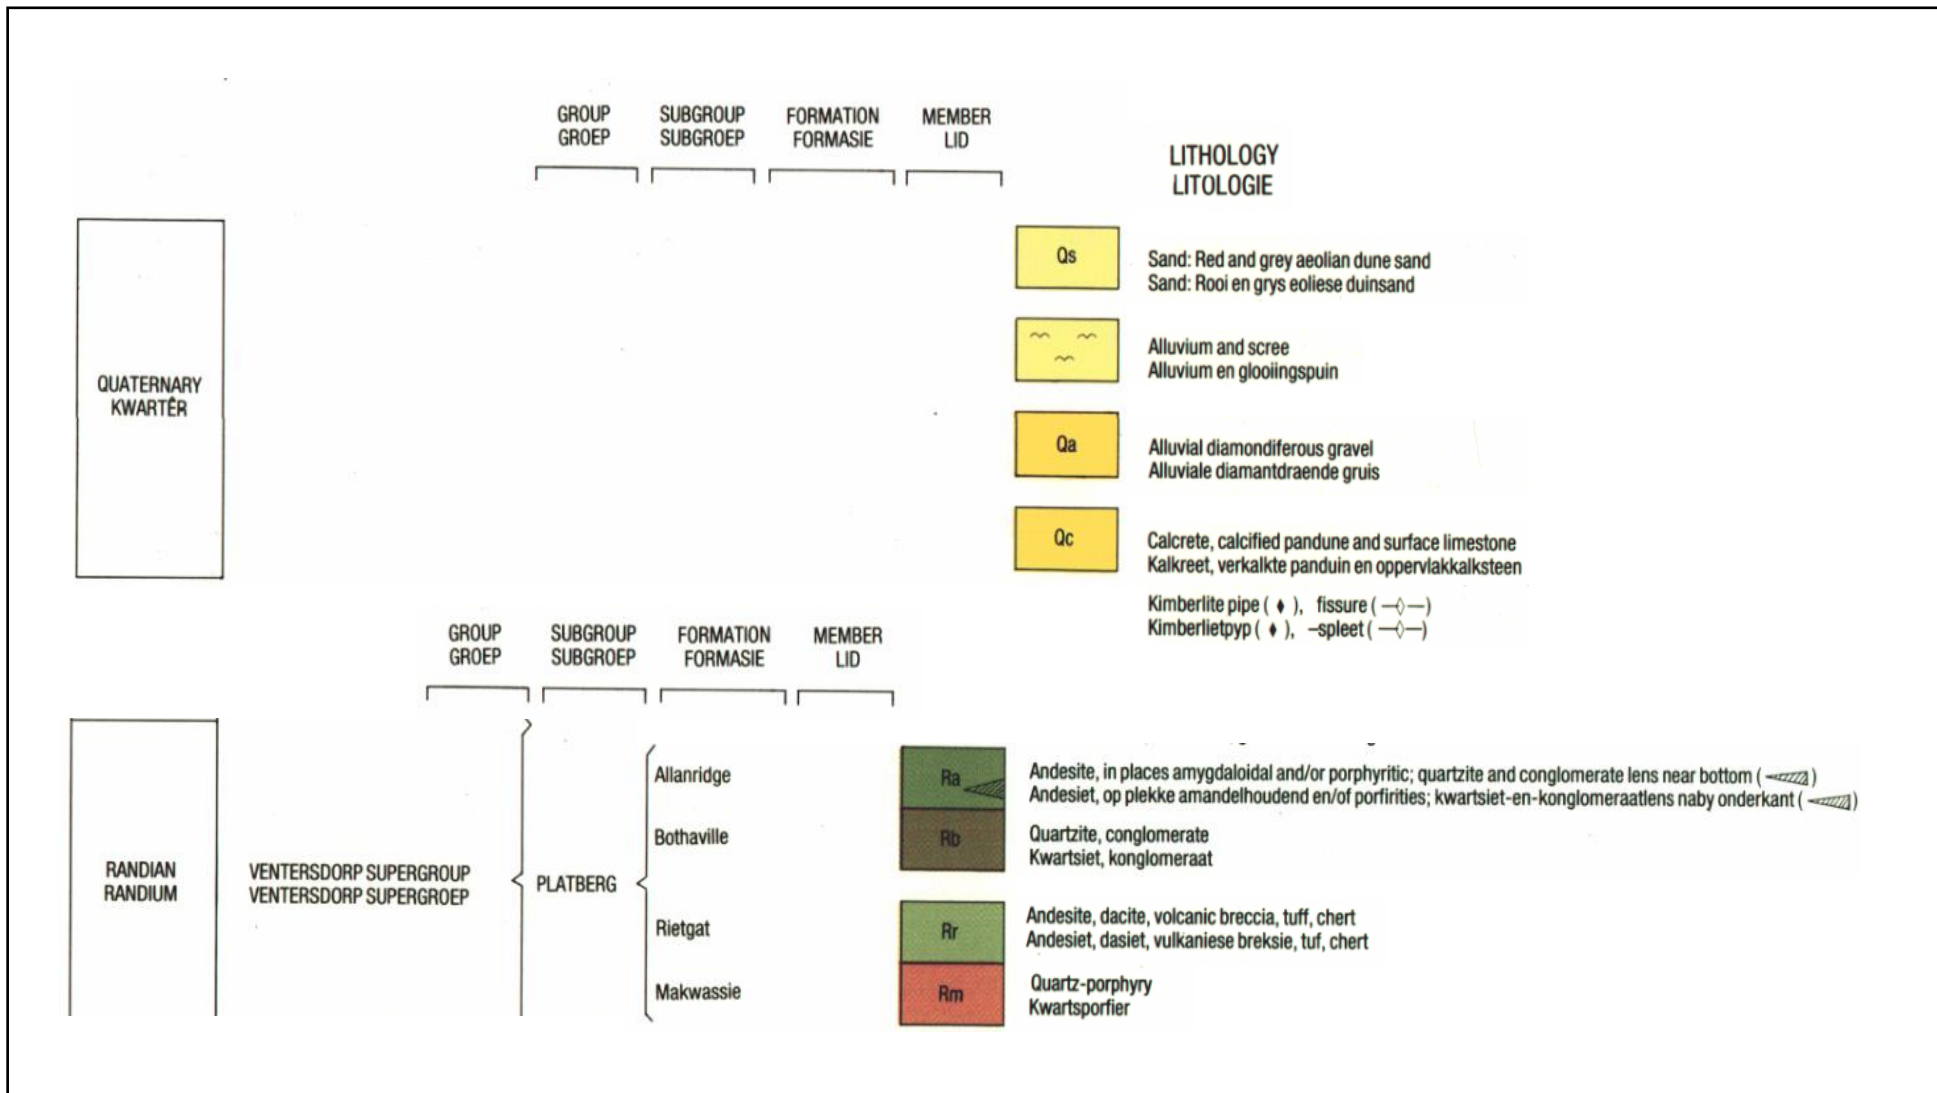 GROUP SUBGROUP FORMATION MEMBER
GROEP SUBGROEP FORMASIE LID
LITHOLOGY
LITOLOGIE
QUATERNARY
KWARTÊR
Qs
Sand: Red and grey aeolian dune sand
Sand: Rooi en grys eoliese duinsand
Alluvium and scree
Alluvium en glooiingspuin
Qa
Alluvial diamondiferous gravel
Alluviale diamantdraende gruis
Qc
Calcrete, calcified pandune and surface limestone
Kalkreet, verkalkte panduin en oppervlakkalksteen
Kimberlite pipe ( ♦ ), fissure ( —◊— )
Kimberlietpyp ( ♦ ), –spleet ( —◊— )
GROUP SUBGROUP FORMATION MEMBER
GROEP SUBGROEP FORMASIE LID
RANDIAN
RANDIUM
VENTERSDORP SUPERGROUP
VENTERSDORP SUPERGROEP
PLATBERG
Allanridge
Ra
Andesite, in places amygdaloidal and/or porphyritic; quartzite and conglomerate lens near bottom ( )
Andesiet, op plekke amandelhoudend en/of porfirities; kwartsiet-en-konglomeraatlens naby onderkant ( )
Bothaville
Rb
Quartzite, conglomerate
Kwartsiet, konglomeraat
Rietgat
Rr
Andesite, dacite, volcanic breccia, tuff, chert
Andesiet, dasiet, vulkaniese breksie, tuf, chert
Makwassie
Rm
Quartz-porphyry
Kwartsporfier